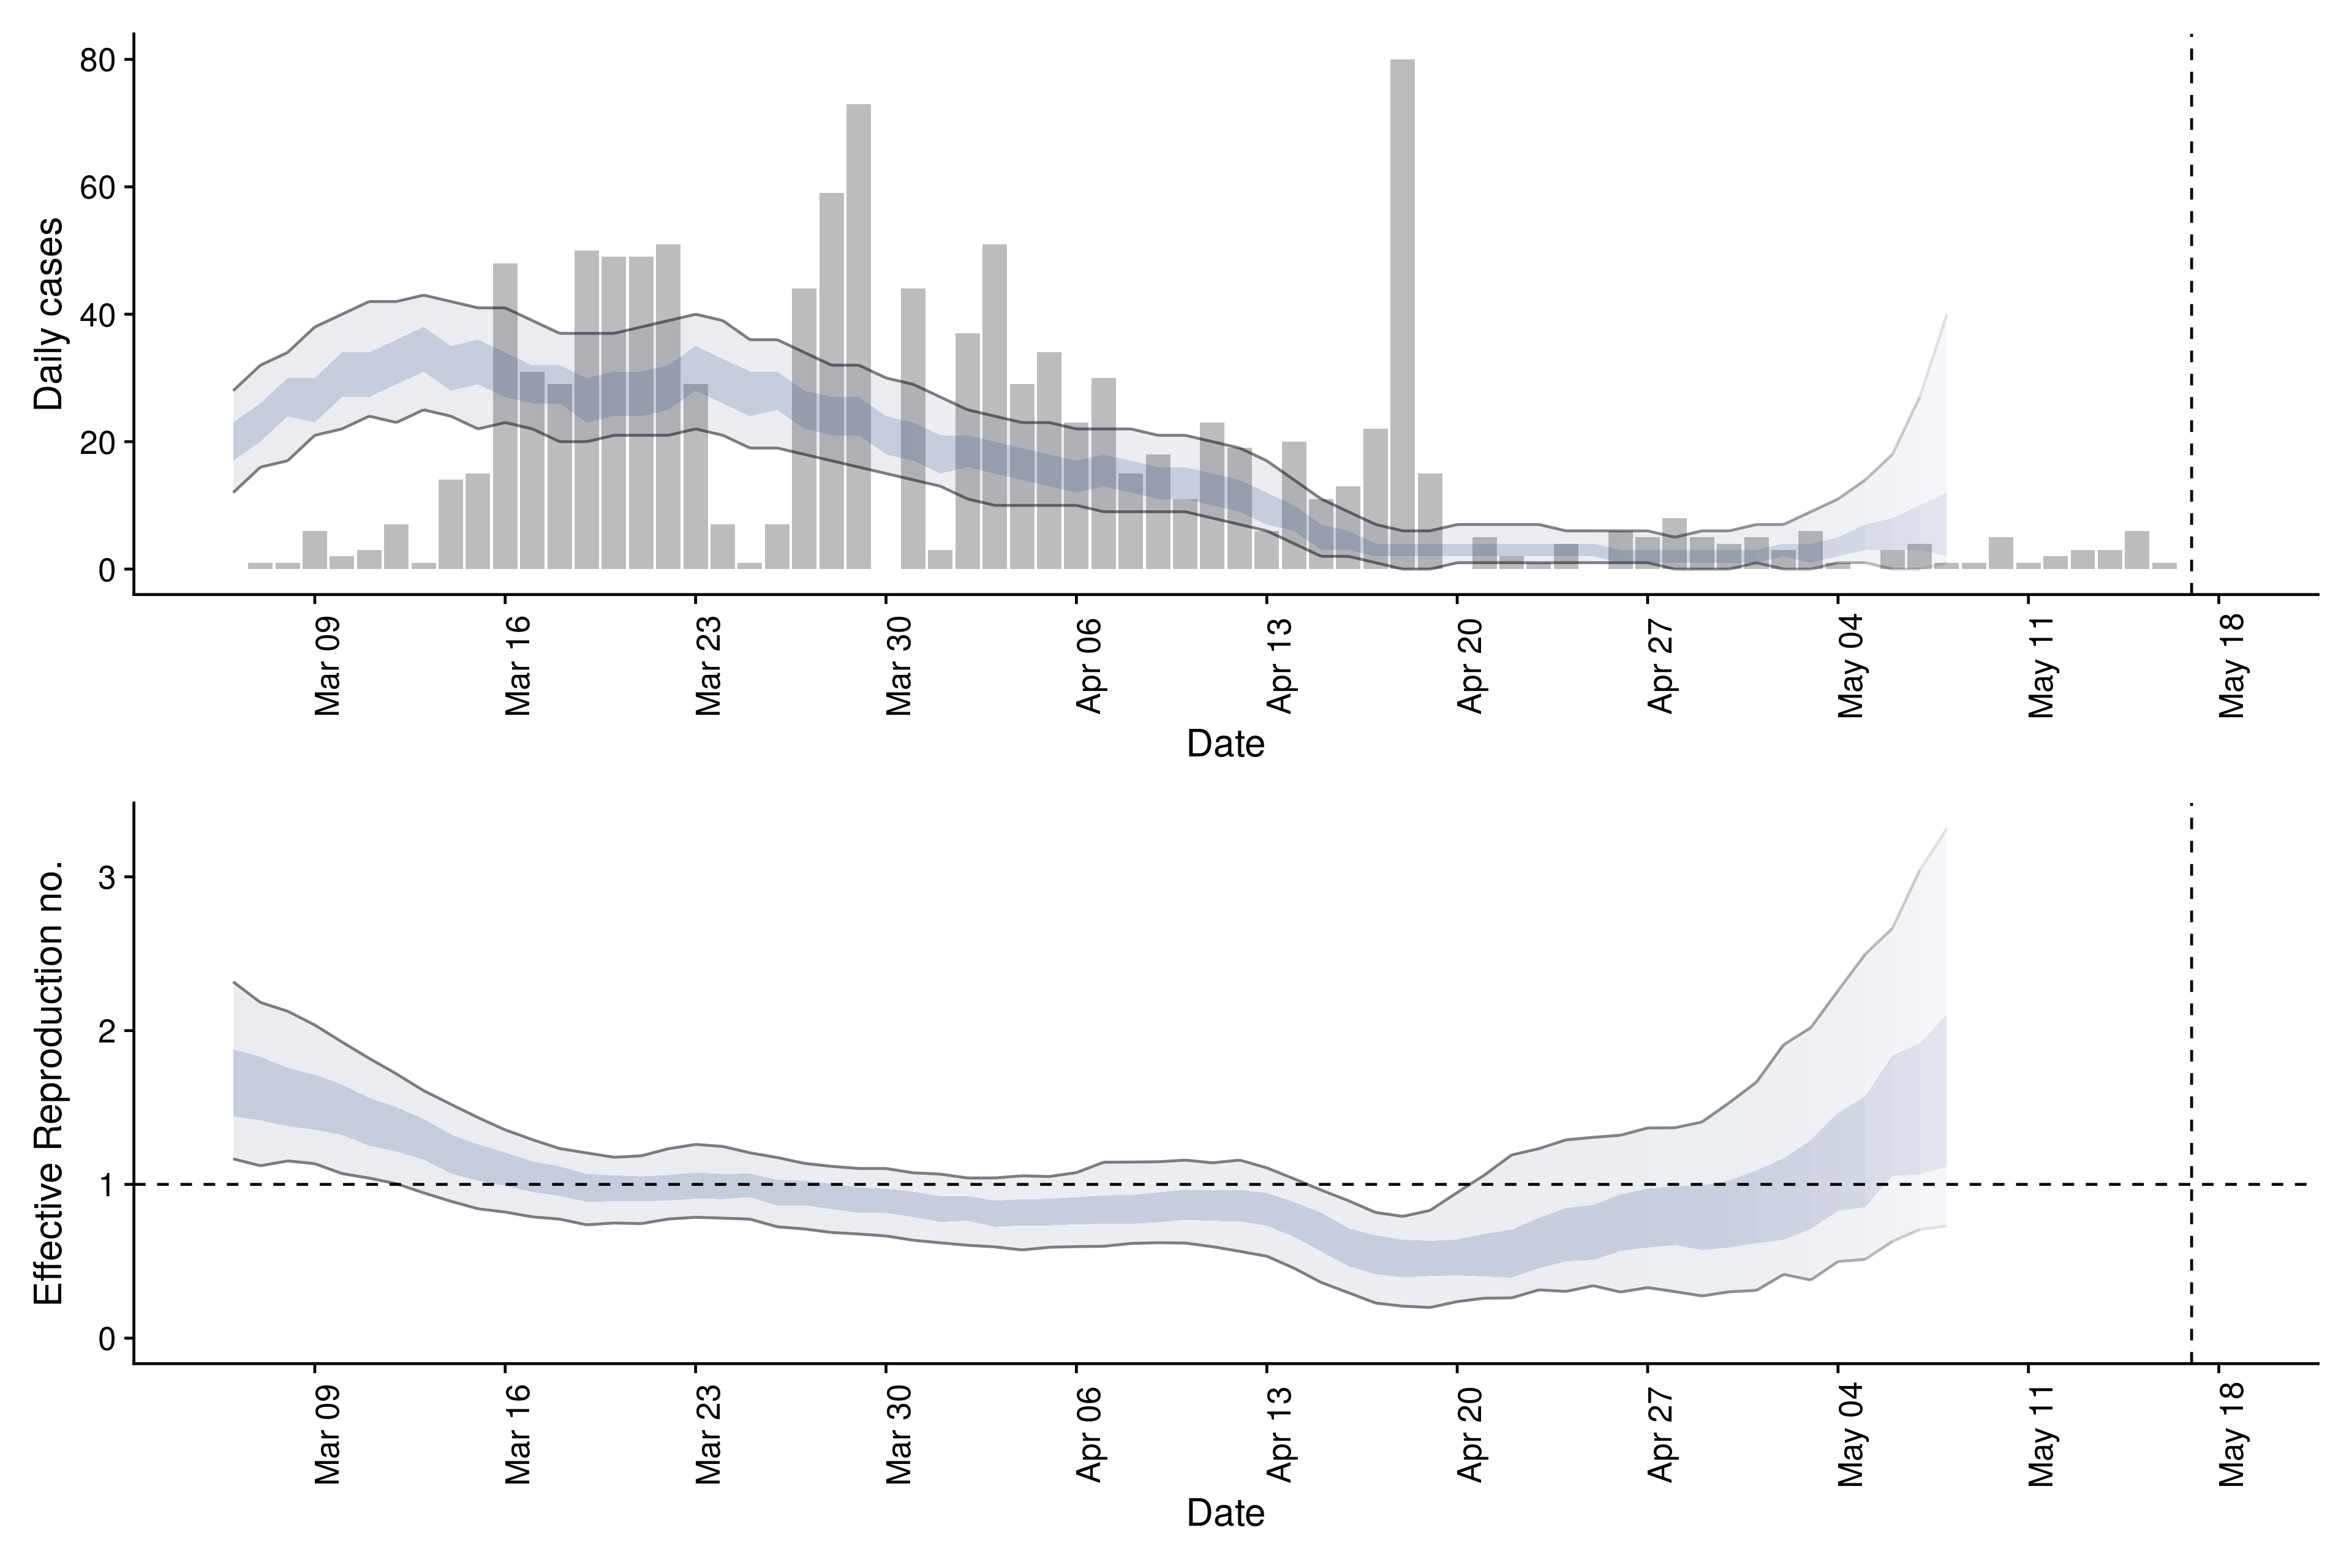 Daily cases
80
60
40
20
0
Mar 09
Mar 16
Mar 23
Mar 30
Apr 06
Apr 13
Apr 20
Apr 27
May 04
May 11
May 18
Date
Effective Reproduction no.
3
2
1
0
Mar 09
Mar 16
Mar 23
Mar 30
Apr 06
Apr 13
Apr 20
Apr 27
May 04
May 11
May 18
Date